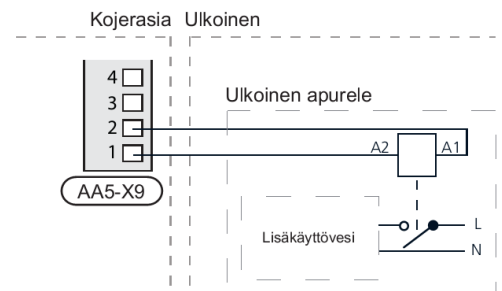 Kojerasia Ulkoinen
4
3
2
1
AA5-X9
Ulkoinen apurele
A2 A1
Lisäkäyttövesi
L
N